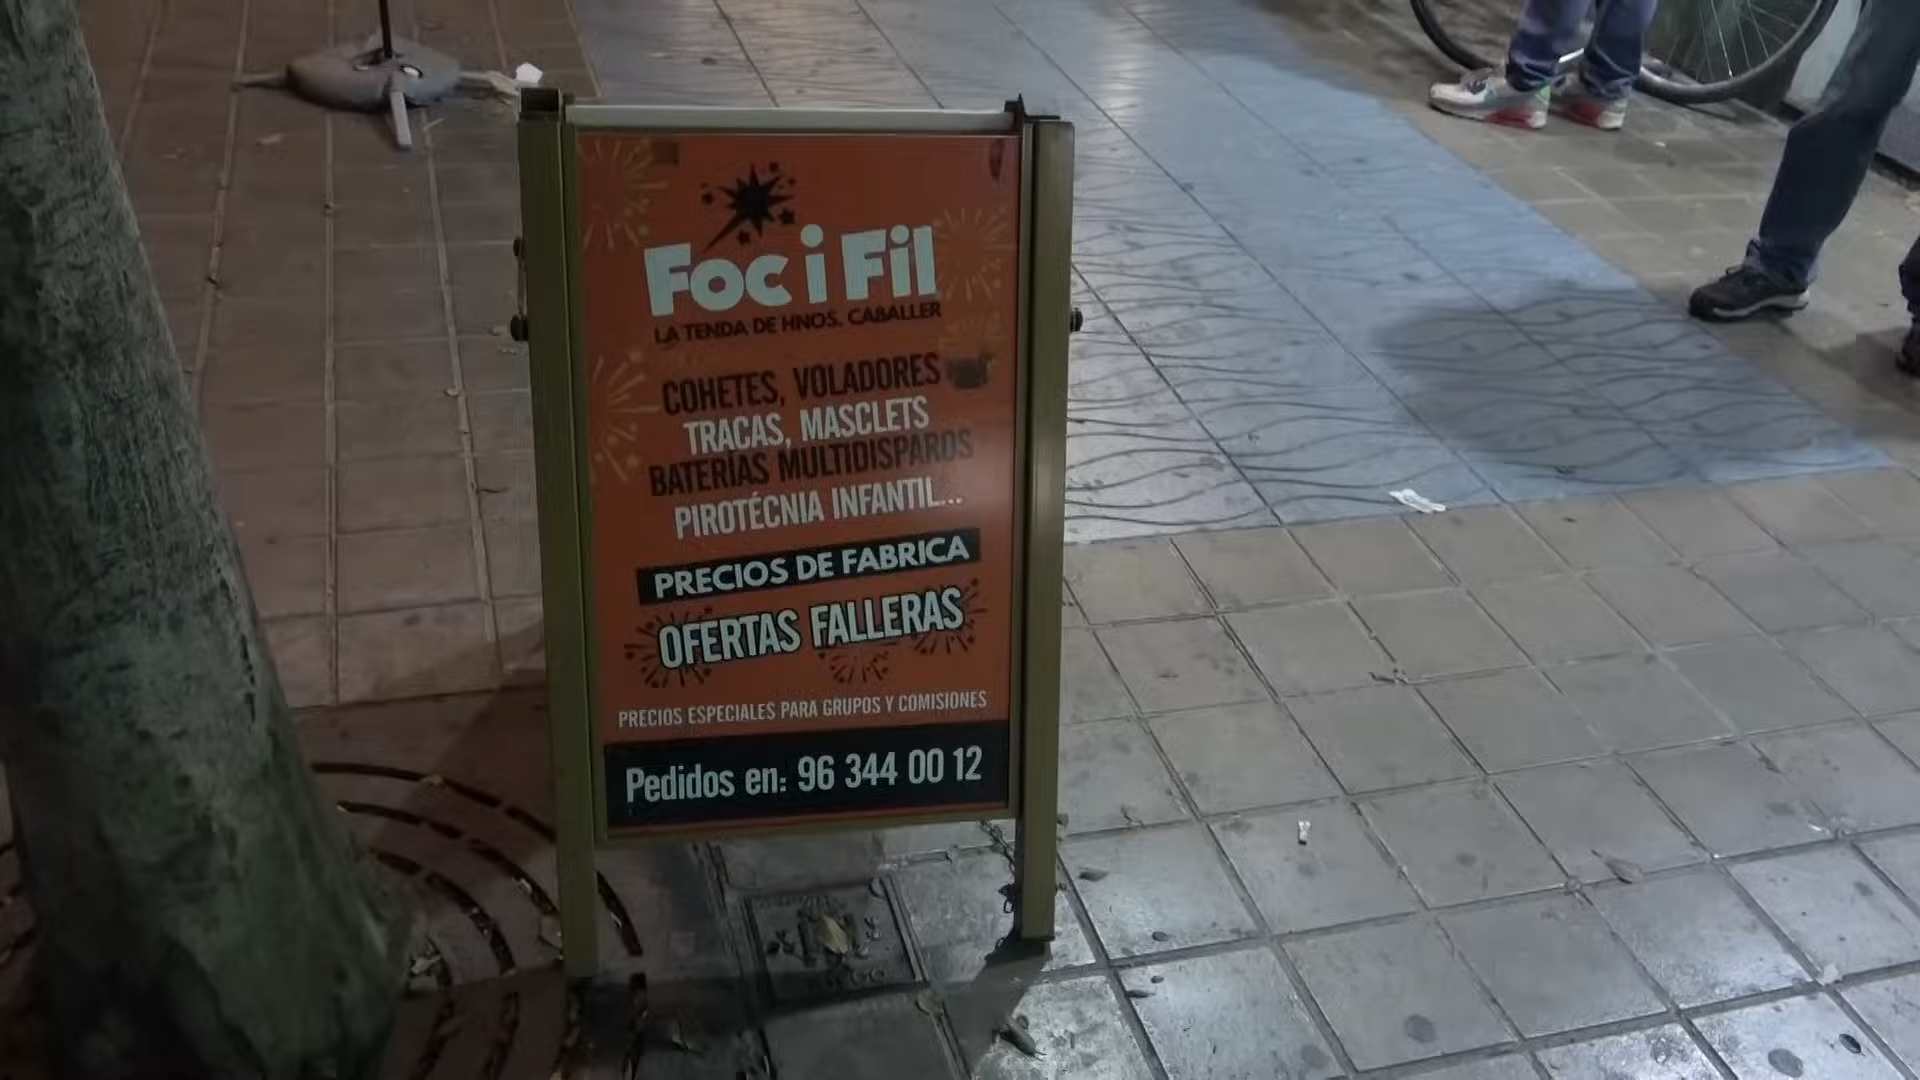 Foc i Fil
LA TENDA DE HNOS. CABALLER
COHETES, VOLADORES
TRACAS, MASCLETS
BATERÍAS MULTIDISPAROS
PIROTÉCNIA INFANTIL...
PRECIOS DE FABRICA
OFERTAS FALLERAS
PRECIOS ESPECIALES PARA GRUPOS Y COMISIONES
Pedidos en: 96 344 00 12